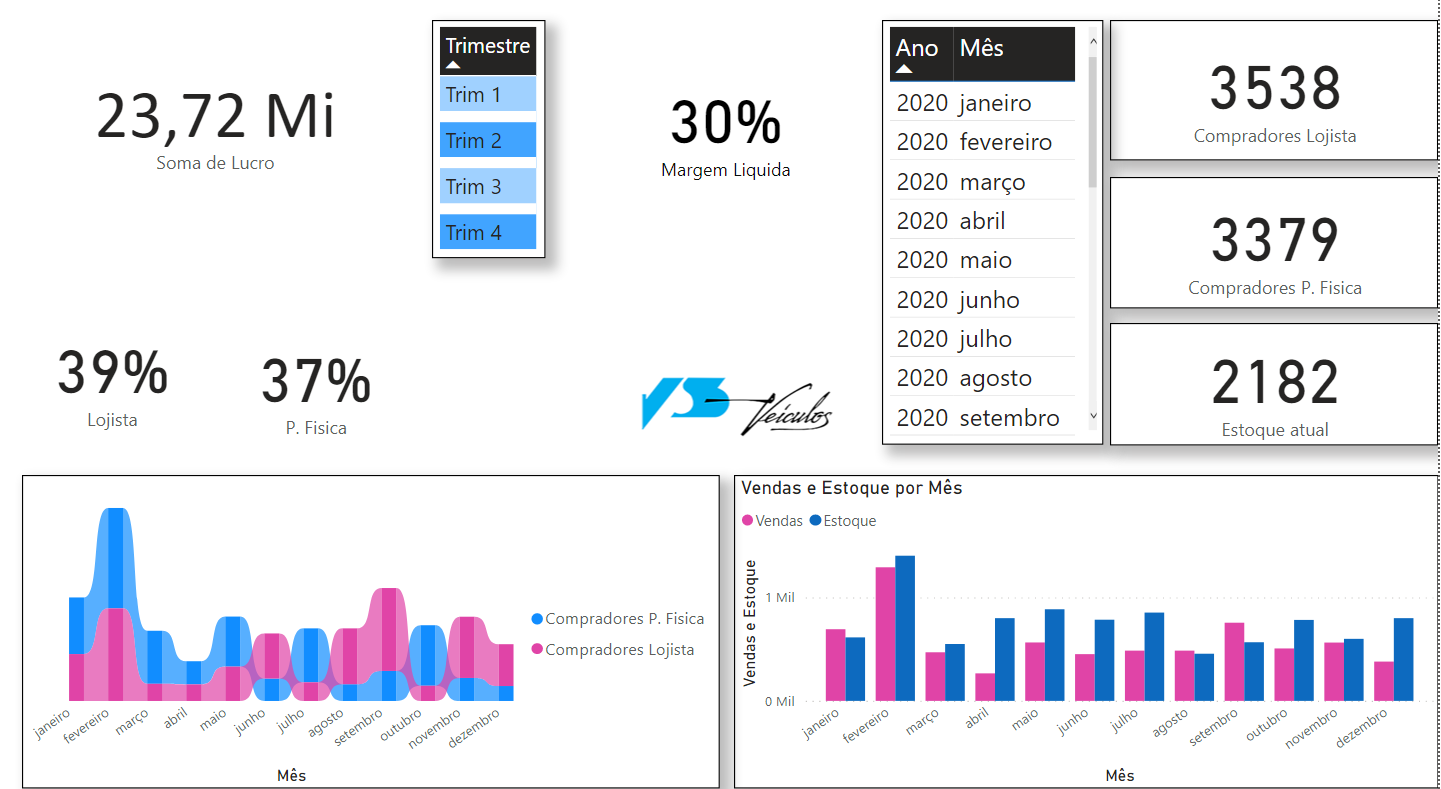 23,72 Mi
Soma de Lucro
Trimestre
Trim 1
Trim 2
Trim 3
Trim 4
30%
Margem Liquida
Ano Mês
2020 janeiro
2020 fevereiro
2020 março
2020 abril
2020 maio
2020 junho
2020 julho
2020 agosto
2020 setembro
3538
Compradores Lojista
3379
Compradores P. Fisica
2182
Estoque atual
39%
Lojista
37%
P. Fisica
Veículos
Compradores P. Fisica
Compradores Lojista
janeiro
fevereiro
março
abril
maio
junho
julho
agosto
setembro
outubro
novembro
dezembro
Mês
Vendas e Estoque por Mês
Vendas Estoque
Vendas e Estoque
1 Mil
0 Mil
janeiro
fevereiro
março
abril
maio
junho
julho
agosto
setembro
outubro
novembro
dezembro
Mês